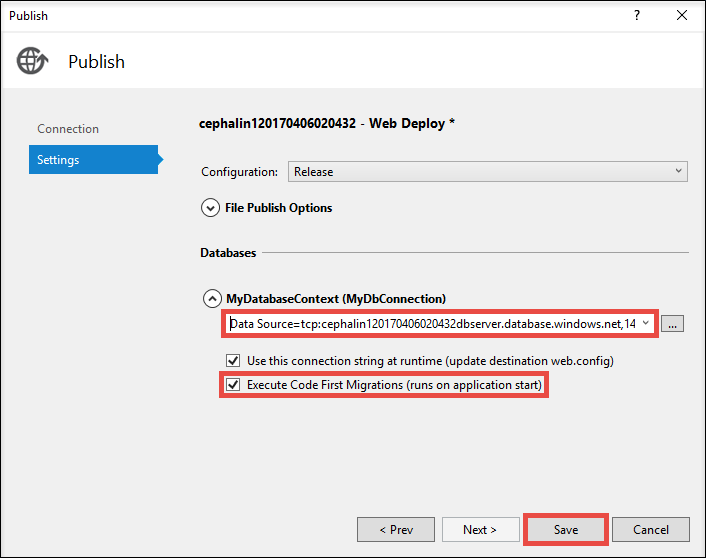 Publish
?
Publish
Connection
Settings
cephalin120170406020432 - Web Deploy *
Configuration: Release
File Publish Options
Databases
MyDatabaseContext (MyDbConnection)
Data Source=tcp:cephalin120170406020432dbserver.database.windows.net,14
...
Use this connection string at runtime (update destination web.config)
Execute Code First Migrations (runs on application start)
< Prev Next > Save Cancel